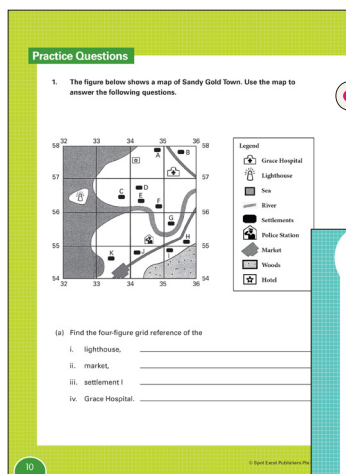 Practice Questions
1. The figure below shows a map of Sandy Gold Town. Use the map to
answer the following questions.
32 33 34 35 36
58 58
A B
57 57
D
C E
F
56 56
G
H
55 55
K J I
54 54
32 33 34 35 36
Legend
Grace Hospital
Lighthouse
Sea
River
Settlements
Police Station
Market
Woods
Hotel
(a) Find the four-figure grid reference of the
i. lighthouse,
ii. market,
iii. settlement I
iv. Grace Hospital.
10
© Spot Excel Publishers Pte